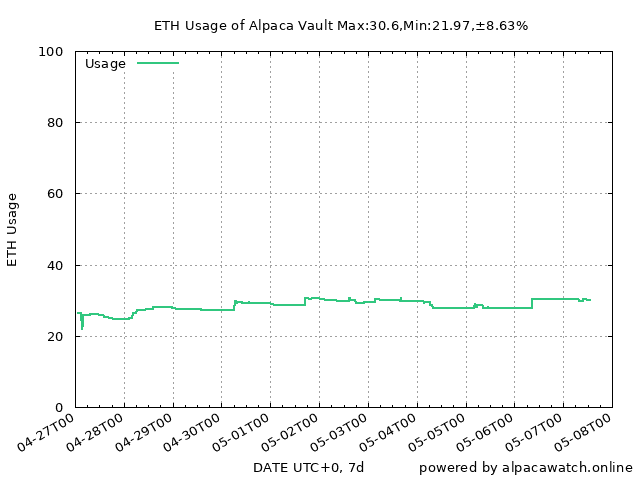 ETH Usage of Alpaca Vault Max:30.6,Min:21.97,±8.63%
Usage
100
80
60
40
20
0
ETH Usage
04-27T00
04-28T00
04-29T00
04-30T00
05-01T00
05-02T00
05-03T00
05-04T00
05-05T00
05-06T00
05-07T00
05-08T00
DATE UTC+0, 7d
powered by alpacawatch.online